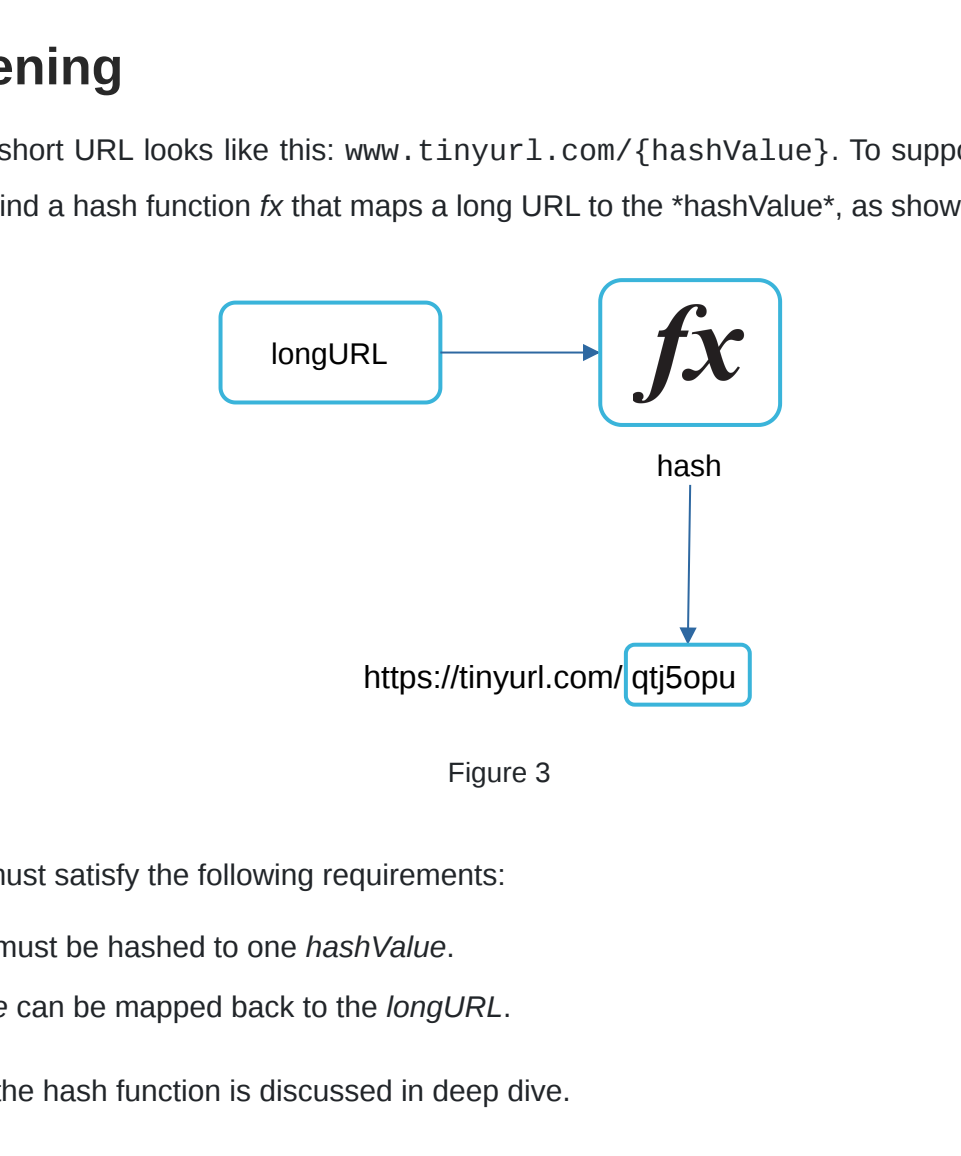 ening
short URL looks like this: www.tinyurl.com/{hashValue}. To suppo
ind a hash function fx that maps a long URL to the *hashValue*, as show
longURL
fx
hash
https://tinyurl.com/ qtj5opu
Figure 3
ust satisfy the following requirements:
must be hashed to one hashValue.
e can be mapped back to the longURL.
the hash function is discussed in deep dive.